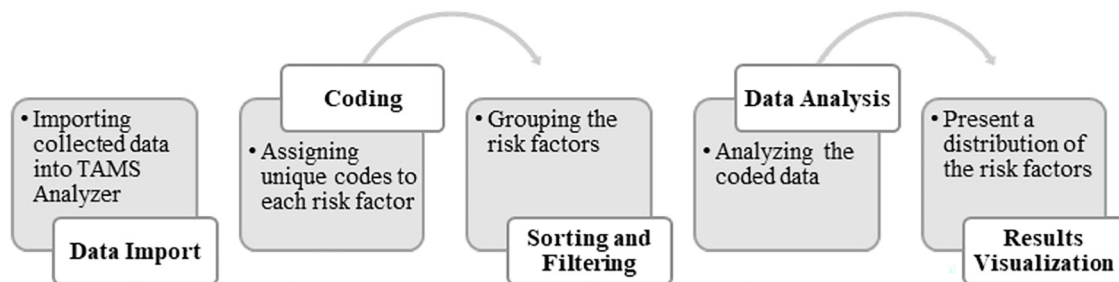 • Importing
collected data
into TAMS
Analyzer
Data Import
Coding
• Assigning
unique codes to
each risk factor
• Grouping the
risk factors
Sorting and
Filtering
Data Analysis
• Analyzing the
coded data
• Present a
distribution of
the risk factors
Results
Visualization